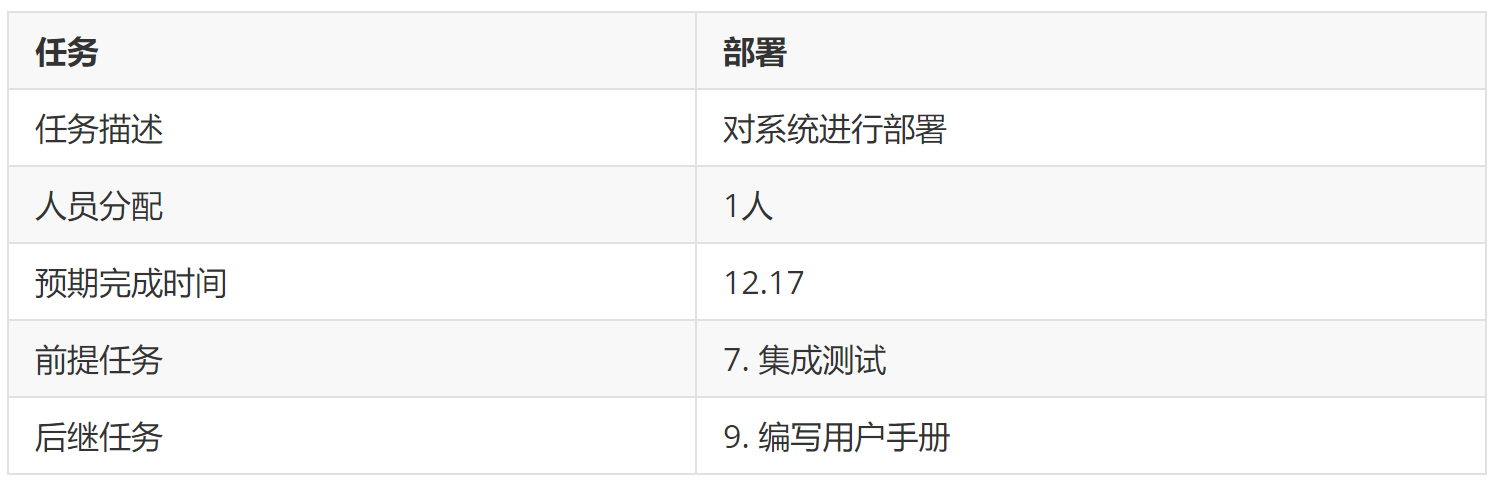 任务 部署
任务描述 对系统进行部署
人员分配 1人
预期完成时间 12.17
前提任务 7. 集成测试
后继任务 9. 编写用户手册